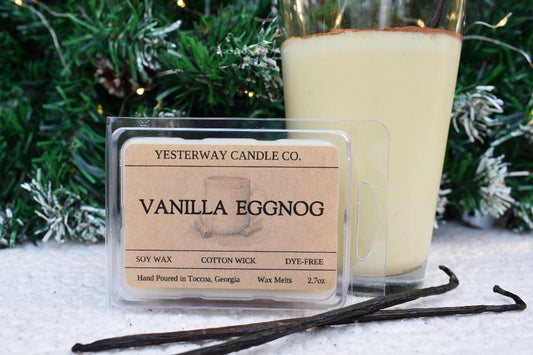 YESTERWAY CANDLE CO.
VANILLA EGGNOG
SOY WAX COTTON WICK DYE-FREE
Hand Poured in Toccoa, Georgia Wax Melts 2.7oz